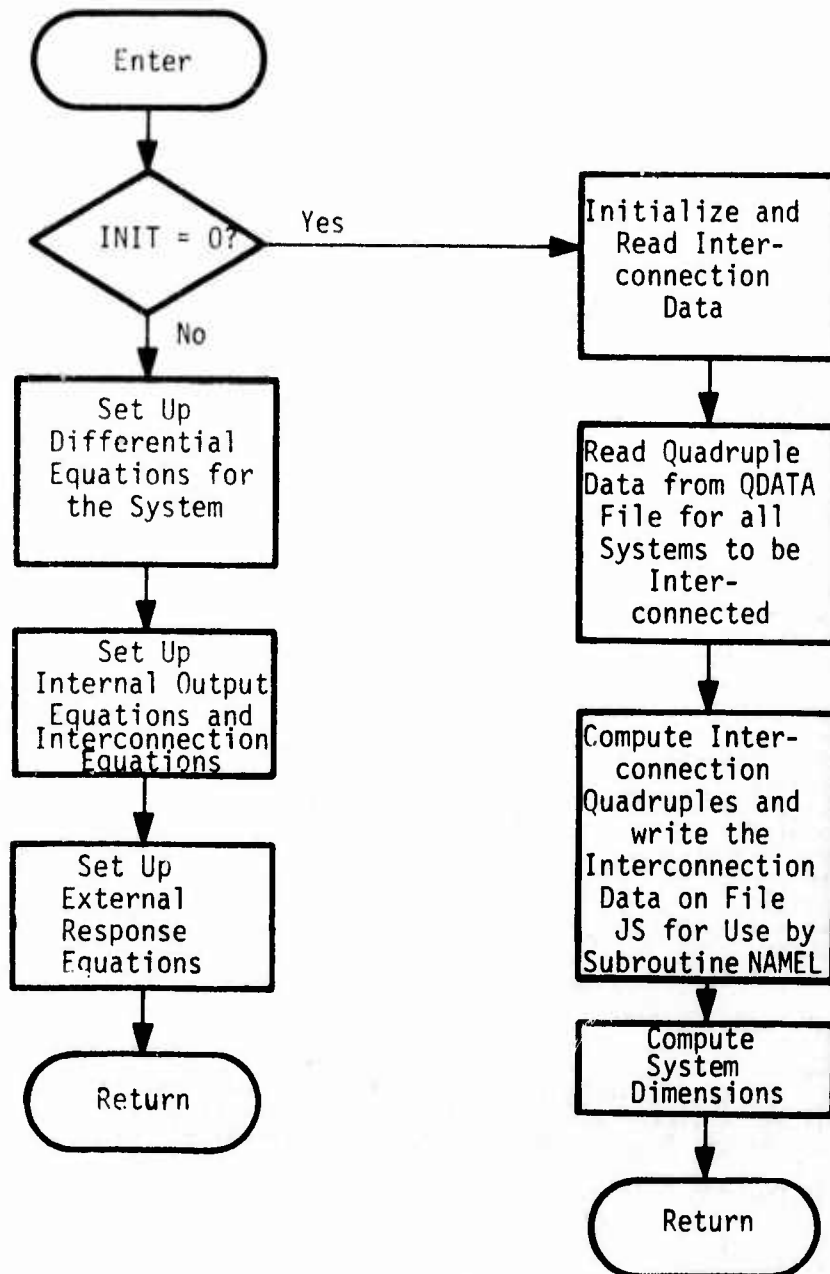 Enter
INIT = 0?
Yes
No
Set Up
Differential
Equations for
the System
Set Up
Internal Output
Equations and
Interconnection
Equations
Set Up
External
Response
Equations
Return
Initialize and
Read Inter-
connection
Data
Read Quadruple
Data from QDATA
File for all
Systems to be
Inter-
connected
Compute Inter-
connection
Quadruples and
write the
Interconnection
Data on File
JS for Use by
Subroutine NAMEL
Compute
System
Dimensions
Return